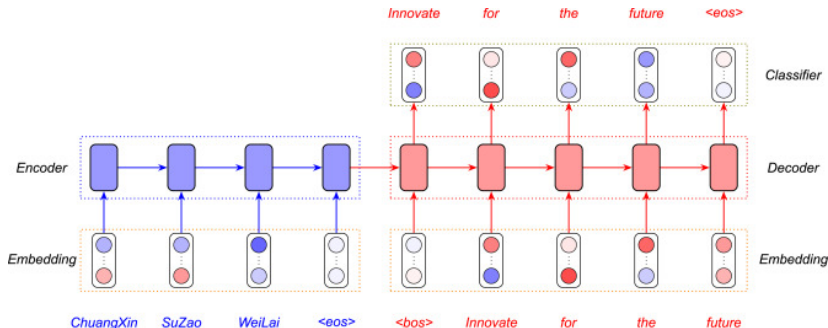 Innovate for the future <eos>
Classifier
Encoder
Decoder
Embedding
Embedding
ChuangXin SuZao WeiLai <eos> <bos> Innovate for the future